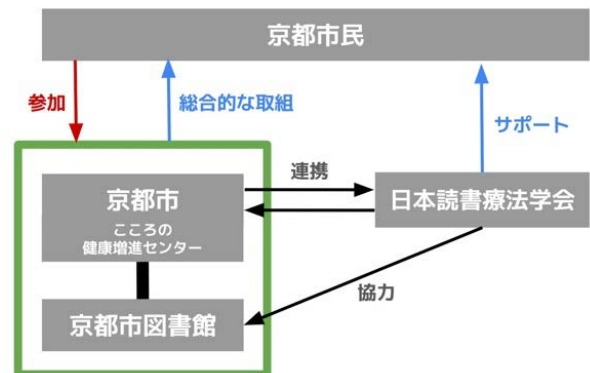 京都市民
参加
総合的な取組
サポート
連携
京都市
こころの
健康増進センター
日本読書療法学会
協力
京都市図書館